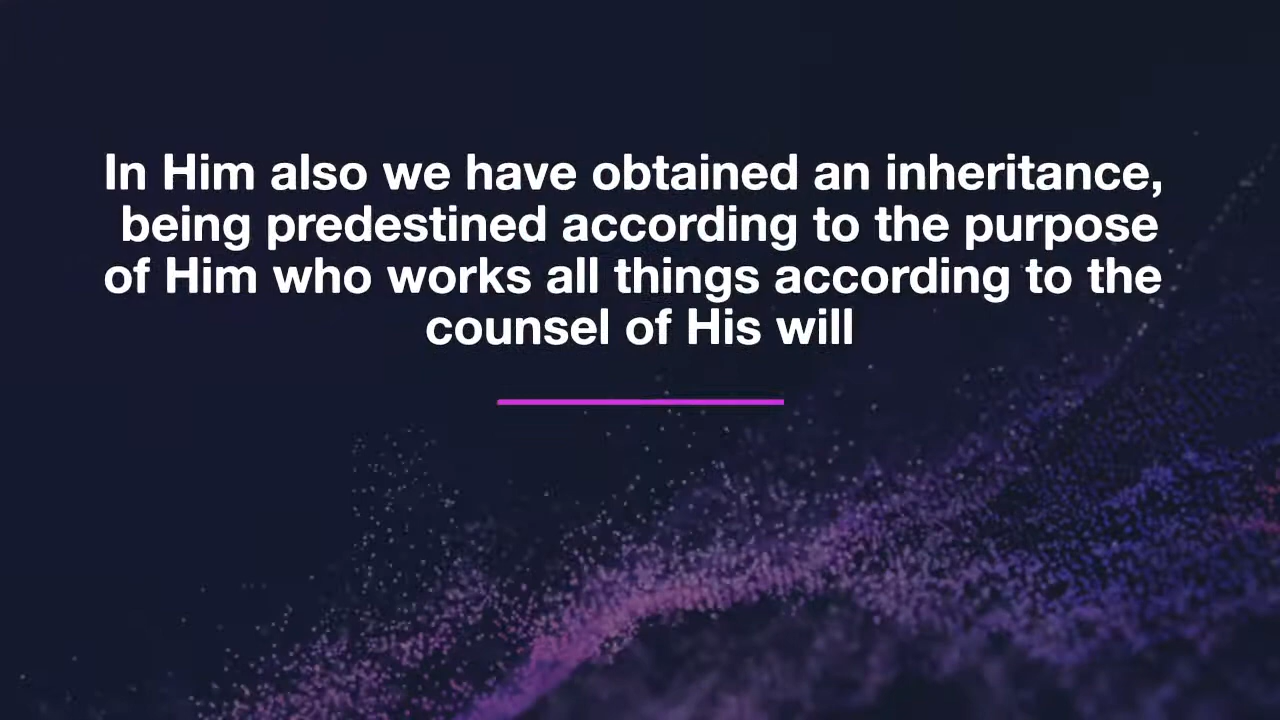 In Him also we have obtained an inheritance,
being predestined according to the purpose
of Him who works all things according to the
counsel of His will